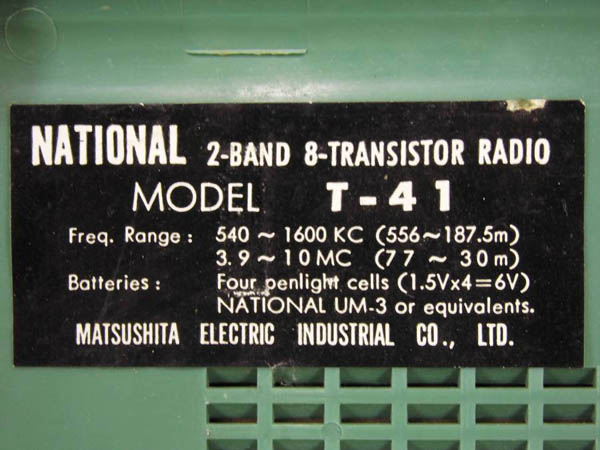 NATIONAL 2-BAND 8-TRANSISTOR RADIO
MODEL T-41
Freq. Range : 540 ~ 1600 KC (556~187.5m)
3.9 ~ 10 MC (77 ~ 30m)
Batteries : Four penlight cells (1.5Vx4=6V)
NATIONAL UM-3 or equivalents.
MATSUSHITA ELECTRIC INDUSTRIAL CO., LTD.